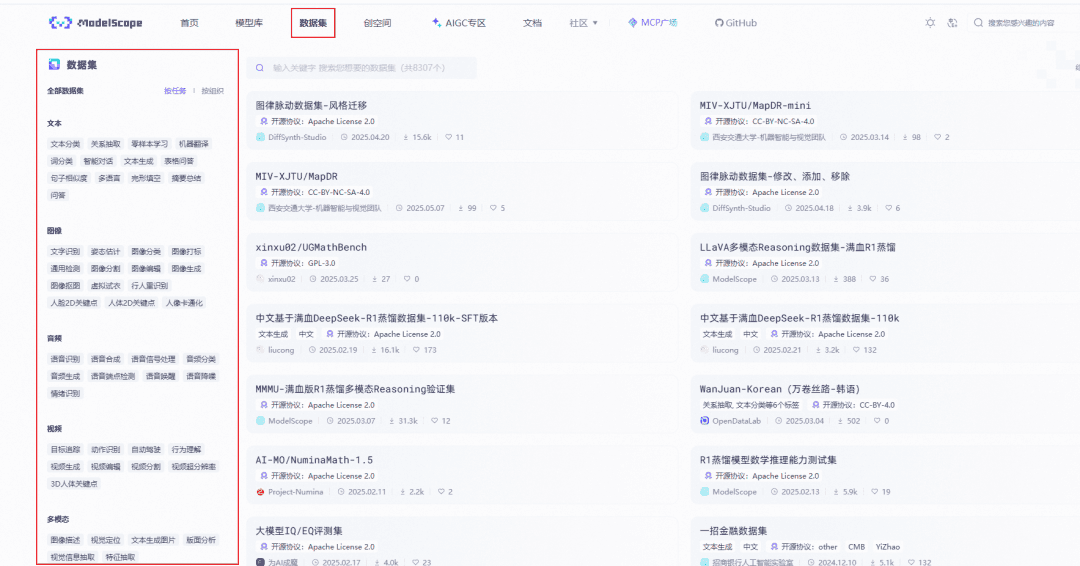 ModelScope 首页 模型库 数据集 创空间 AIGC专区 文档 社区 MCP广场 GitHub 搜索您感兴趣的内容
数据集
全部数据集 按任务 按组织
文本
文本分类 关系抽取 零样本学习 机器翻译
词分类 智能对话 文本生成 表格问答
句子相似度 多语言 完形填空 摘要总结
问答
图像
文字识别 姿态估计 图像分类 图像打标
通用检测 图像分割 图像编辑 图像生成
图像抠图 虚拟试衣 行人重识别
人脸2D关键点 人体2D关键点 人像卡通化
音频
语音识别 语音合成 语音信号处理 音频分类
音频生成 语音端点检测 语音唤醒 语音降噪
情绪识别
视频
目标追踪 动作识别 自动驾驶 行为理解
视频生成 视频编辑 视频分割 视频超分辨率
3D人体关键点
多模态
图像描述 视觉定位 文本生成图片 版面分析
视觉信息抽取 特征抽取
输入关键字 搜索您想要的数据集（共8307个）
图律脉动数据集-风格迁移
开源协议：Apache License 2.0
DiffSynth-Studio 2025.04.20 15.6k 11
MIV-XJTU/MapDR-mini
开源协议：CC-BY-NC-SA-4.0
西安交通大学-机器智能与视觉团队 2025.03.14 98 2
MIV-XJTU/MapDR
开源协议：CC-BY-NC-SA-4.0
西安交通大学-机器智能与视觉团队 2025.05.07 99 5
图律脉动数据集-修改、添加、移除
开源协议：Apache License 2.0
DiffSynth-Studio 2025.04.18 3.9k 6
xinxu02/UGMathBench
开源协议：GPL-3.0
xinxu02 2025.03.25 27 0
LLaVA多模态Reasoning数据集-满血R1蒸馏
开源协议：Apache License 2.0
ModelScope 2025.03.13 388 36
中文基于满血DeepSeek-R1蒸馏数据集-110k-SFT版本
文本生成 中文 开源协议：Apache License 2.0
liucong 2025.02.19 16.1k 173
中文基于满血DeepSeek-R1蒸馏数据集-110k
文本生成 中文 开源协议：Apache License 2.0
liucong 2025.02.21 3.2k 132
MMMU-满血版R1蒸馏多模态Reasoning验证集
开源协议：Apache License 2.0
ModelScope 2025.03.07 31.3k 12
WanJuan-Korean (万卷丝路-韩语)
关系抽取, 文本分类等6个标签 开源协议：CC-BY-4.0
OpenDataLab 2025.03.04 502 0
AI-MO/NuminaMath-1.5
开源协议：Apache License 2.0
Project-Numina 2025.02.11 2.2k 2
R1蒸馏模型数学推理能力测试集
开源协议：Apache License 2.0
ModelScope 2025.02.13 5.9k 19
大模型IQ/EQ评测集
开源协议：Apache License 2.0
为AI成魔 2025.02.17 4.0k 23
一招金融数据集
文本生成 中文 开源协议：other CMB YiZhao
招商银行人工智能实验室 2024.12.10 5.1k 132